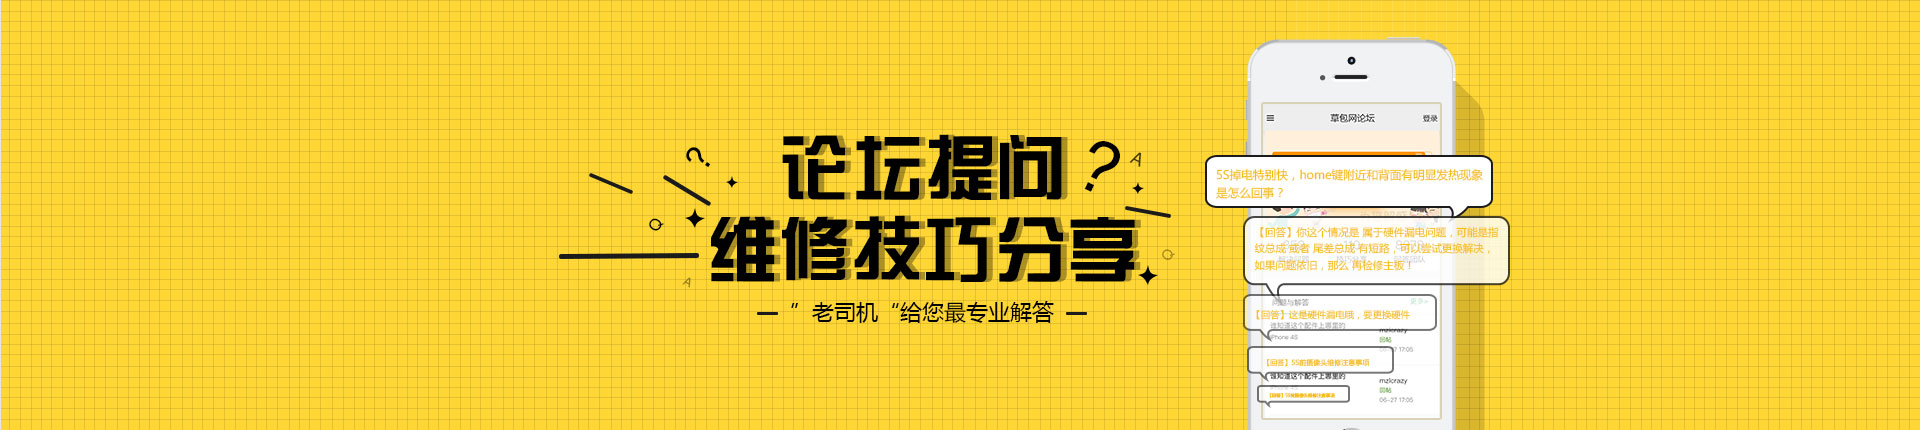 论坛提问?
维修技巧分享
”老司机“给您最专业解答
草包网论坛
登录
5S掉电特别快，home键附近和背面有明显发热现象
是怎么回事？
【回答】你这个情况是 属于硬件漏电问题，可能是指
纹总成 或者 尾差总成 有短路，可以尝试更换解决，
如果问题依旧，那么 再检修主板！
问题与解答
更多>
【回答】这是硬件漏电哦，要更换硬件
谁知道这个配件上哪里的
iPhone 4S
mzlcrazy
回帖
06-27 17:05
【回答】5S前摄像头维修注意事项
谁知道这个配件上哪里的
mzlcrazy
回帖
06-27 17:05